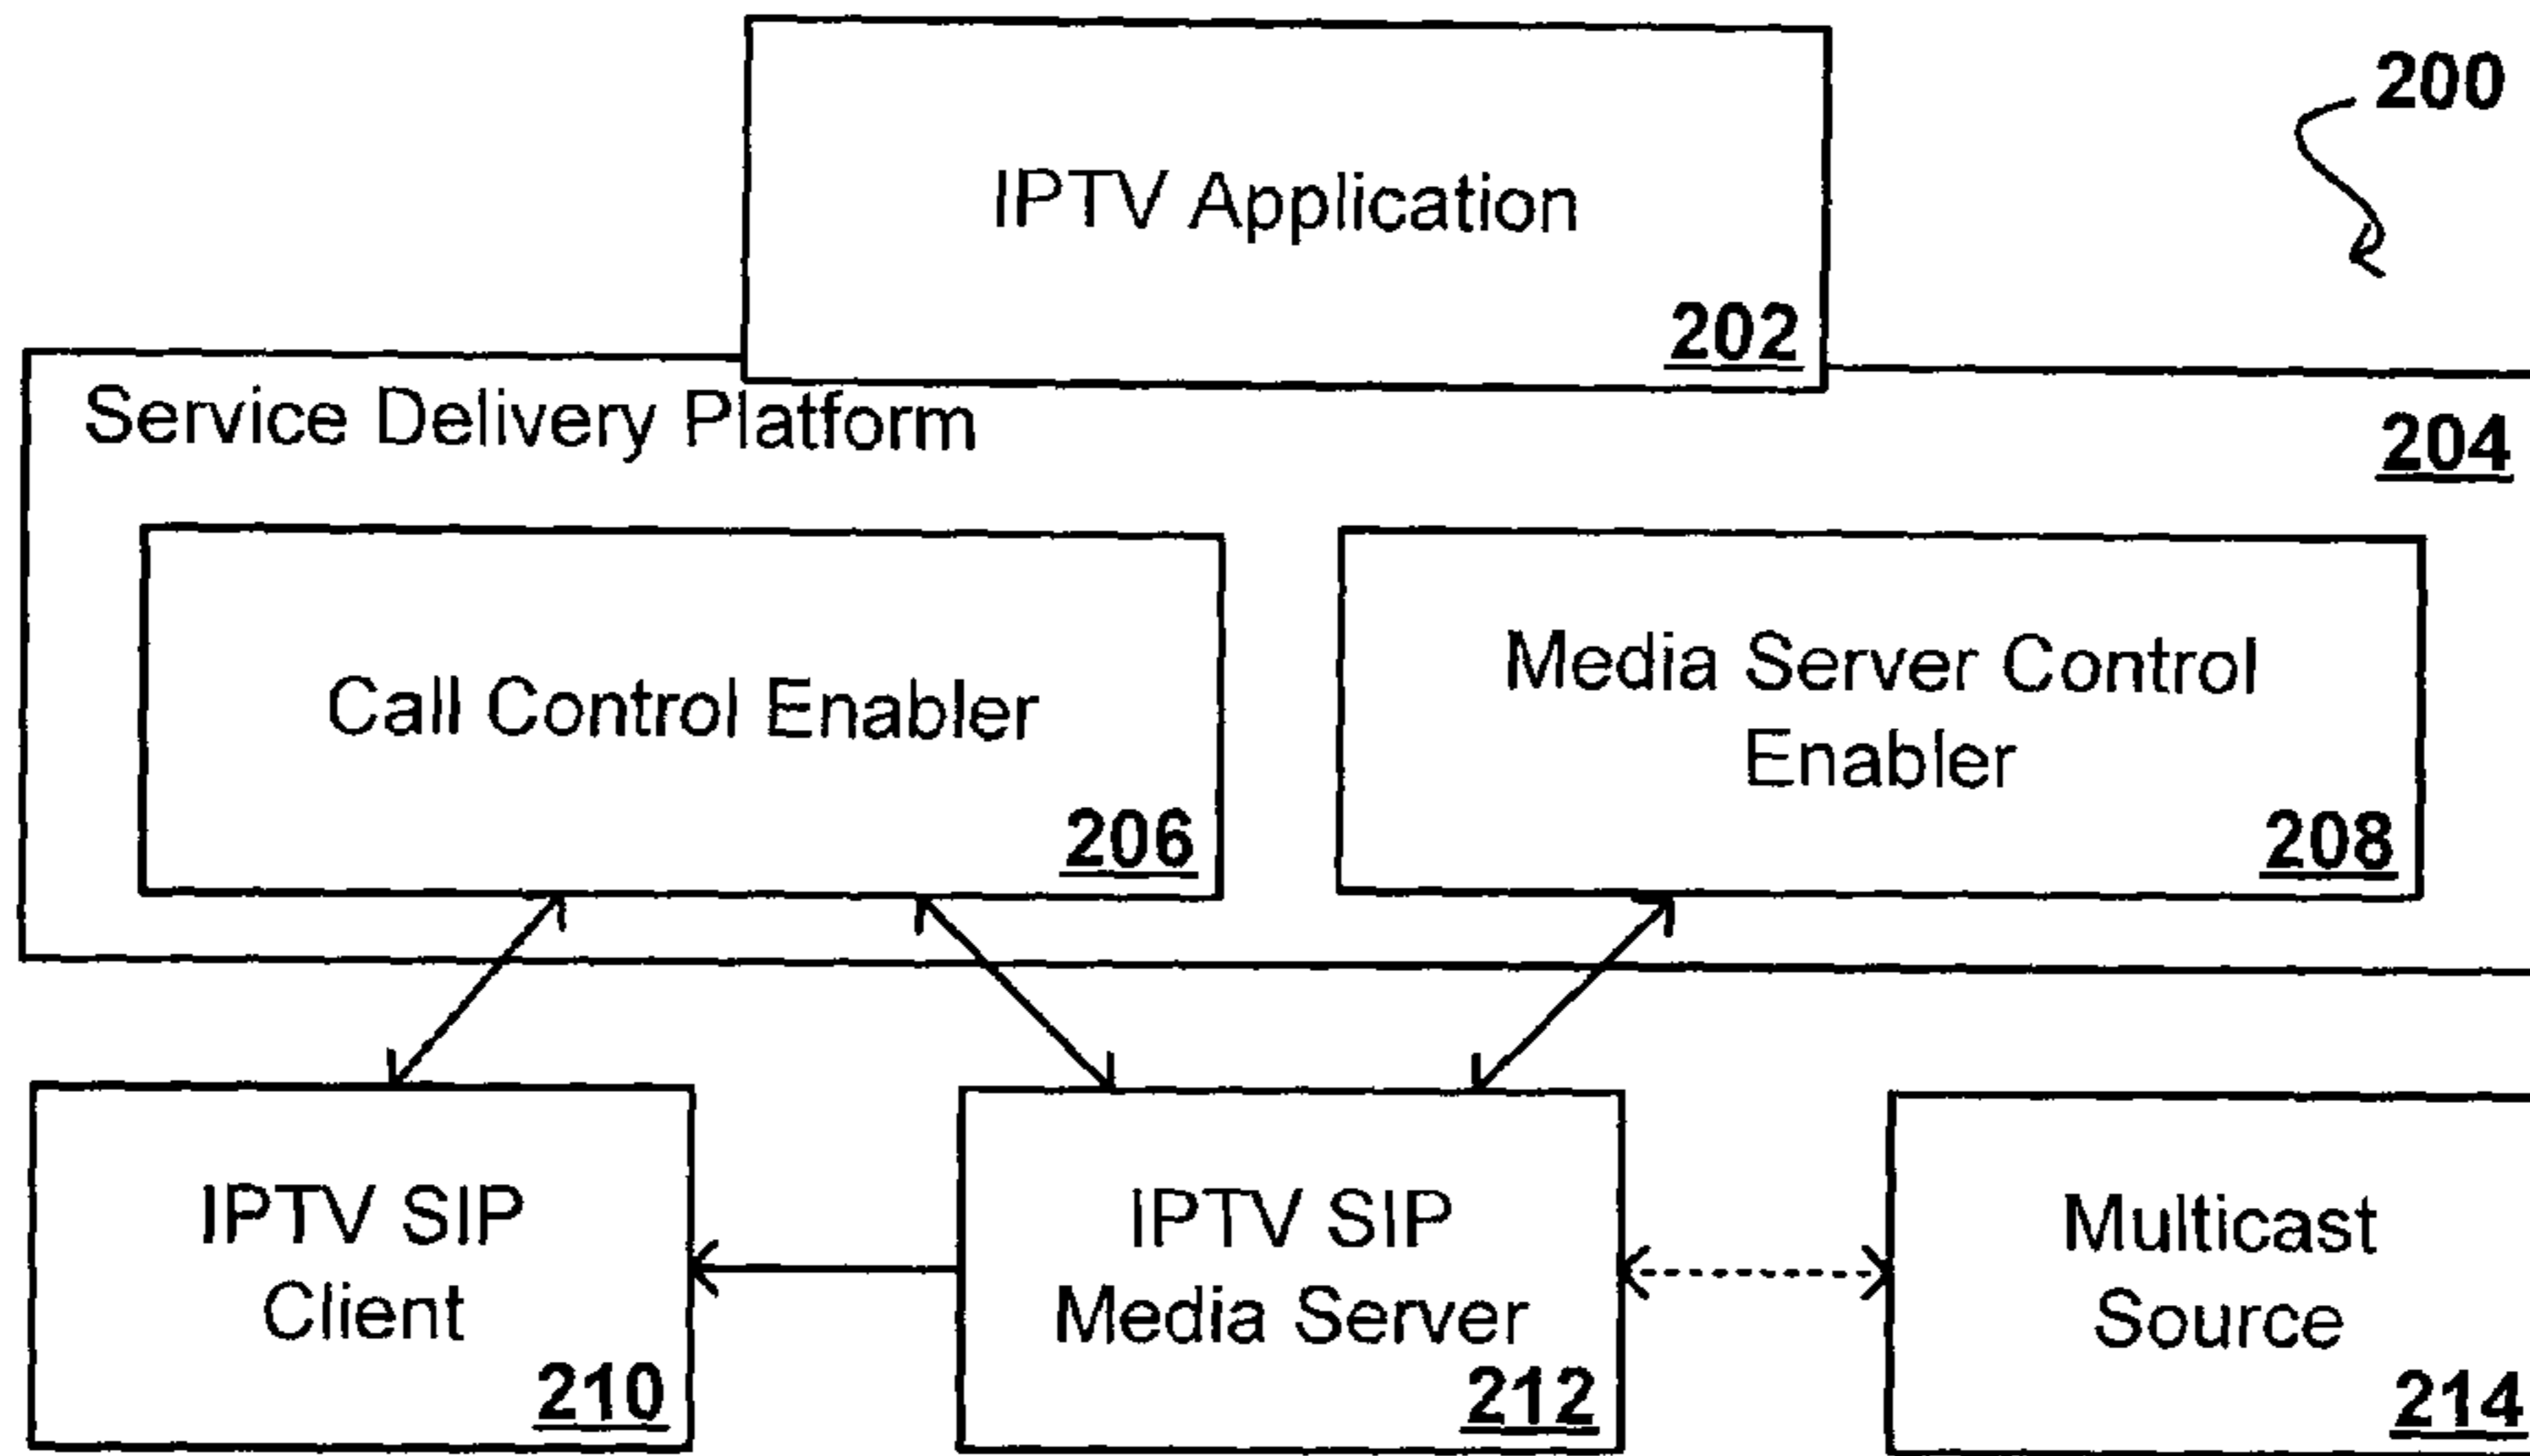 200
IPTV Application
202
Service Delivery Platform
204
Call Control Enabler
206
Media Server Control
Enabler
208
IPTV SIP
Client
210
IPTV SIP
Media Server
212
Multicast
Source
214